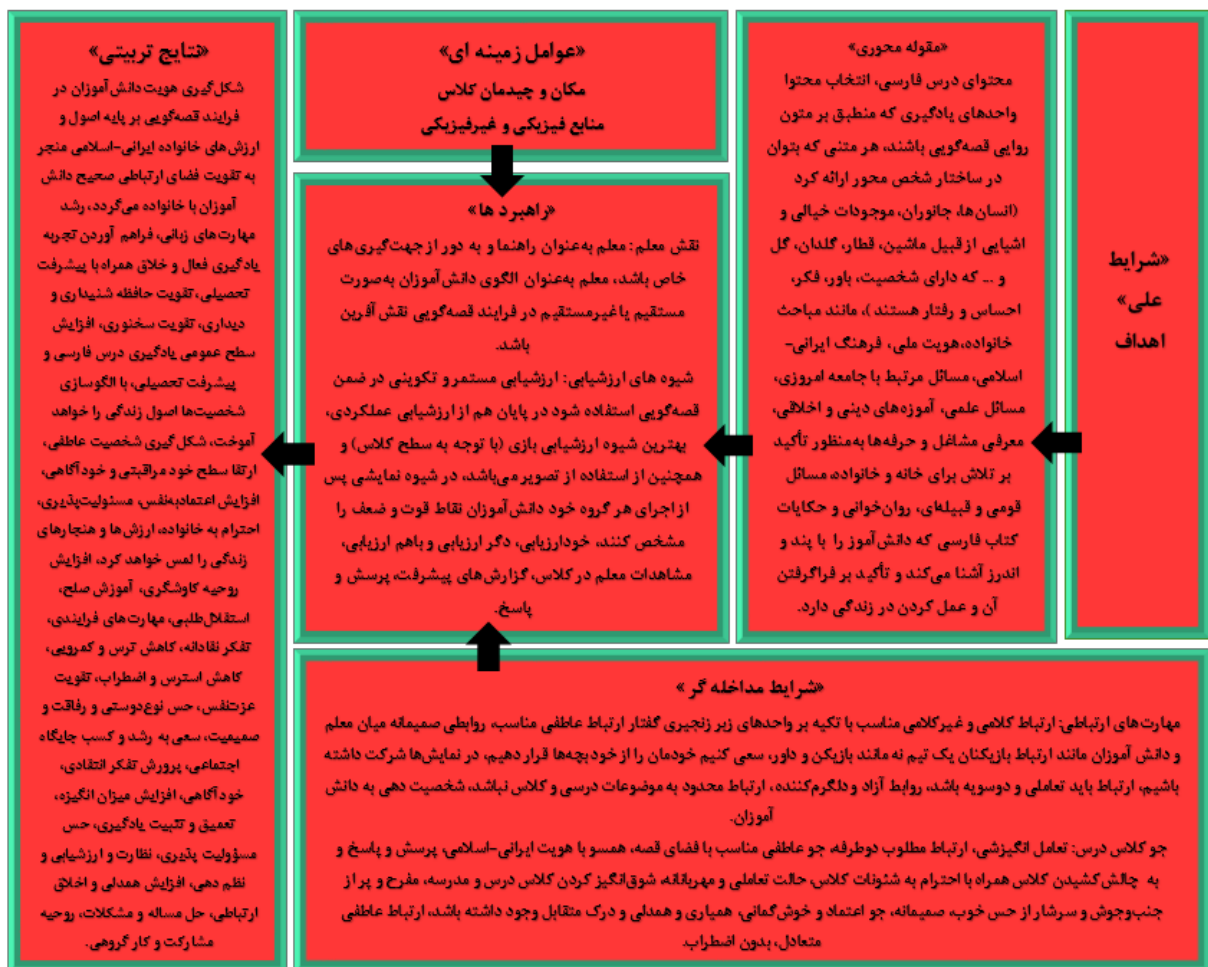 «شرایط
علی»
اهداف
«مقوله محوری»
محتوای درس فارسی، انتخاب محتوا
واحدهای یادگیری که منطبق بر متون
روایی قصه‌گویی باشند، هر متنی که بتوان
در ساختار شخص محور ارائه کرد
(انسان‌ها، جانوران، موجودات خیالی و
اشیایی از قبیل ماشین، قطار، گلدان، گل
و ... که دارای شخصیت، باور، فکر،
احساس و رفتار هستند)، مانند مباحث
خانواده،هویت ملی، فرهنگ ایرانی-
اسلامی، مسائل مرتبط با جامعه امروزی،
مسائل علمی، آموزه‌های دینی و اخلاقی،
معرفی مشاغل و حرفه‌ها به‌منظور تأکید
بر تلاش برای خانه و خانواده، مسائل
قومی و قبیله‌ای، روان‌خوانی و حکایات
کتاب فارسی که دانش‌آموز را با پند و
اندرز آشنا می‌کند و تأکید بر فراگرفتن
آن و عمل کردن در زندگی دارد.
«عوامل زمینه ای»
مکان و چیدمان کلاس
منابع فیزیکی و غیرفیزیکی
«راهبرد ها»
نقش معلم: معلم به‌عنوان راهنما و به دور از جهت‌گیری‌های
خاص باشد، معلم به‌عنوان الگوی دانش‌آموزان به‌صورت
مستقیم یا غیرمستقیم در فرایند قصه‌گویی نقش آفرین
باشد.
شیوه های ارزشیابی: ارزشیابی مستمر و تکوینی در ضمن
قصه‌گویی استفاده شود در پایان هم از ارزشیابی عملکردی،
بهترین شیوه ارزشیابی بازی (با توجه به سطح کلاس) و
همچنین از استفاده از تصویر می‌باشد، در شیوه نمایشی پس
از اجرای هر گروه خود دانش‌آموزان نقاط قوت و ضعف را
مشخص کنند، خودارزیابی، دگر ارزیابی و باهم ارزیابی،
مشاهدات معلم در کلاس، گزارش‌های پیشرفت، پرسش و
پاسخ.
«نتایج تربیتی»
شکل‌گیری هویت دانش‌آموزان در
فرایند قصه‌گویی بر پایه اصول و
ارزش‌های خانواده ایرانی-اسلامی منجر
به تقویت فضای ارتباطی صحیح دانش
آموزان با خانواده می‌گردد، رشد
مهارت‌های زبانی، فراهم آوردن تجربه
یادگیری فعال و خلاق همراه با پیشرفت
تحصیلی، تقویت حافظه شنیداری و
دیداری، تقویت سخنوری، افزایش
سطح عمومی یادگیری درس فارسی و
پیشرفت تحصیلی، با الگوسازی
شخصیت‌ها اصول زندگی را خواهد
آموخت، شکل گیری شخصیت عاطفی،
ارتقا سطح خود مراقبتی و خودآگاهی،
افزایش اعتمادبه‌نفس، مسئولیت‌پذیری،
احترام به خانواده، ارزش ها و هنجارهای
زندگی را لمس خواهد کرد، افزایش
روحیه کاوشگری، آموزش صلح،
استقلال‌طلبی، مهارت‌های فرایندی،
تفکر نقادانه، کاهش ترس و کمرویی،
کاهش استرس و اضطراب، تقویت
عزت‌نفس، حس نوع‌دوستی و رفاقت و
صمیمیت، سعی به رشد و کسب جایگاه
اجتماعی، پرورش تفکر انتقادی،
خودآگاهی، افزایش میزان انگیزه،
تعمیق و تثبیت یادگیری، حس
مسؤولیت پذیری، نظارت و ارزشیابی و
نظم دهی، افزایش همدلی و اخلاق
ارتباطی، حل مساله و مشکلات، روحیه
مشارکت و کار گروهی.
«شرایط مداخله گر »
مهارت‌های ارتباطی: ارتباط کلامی و غیرکلامی مناسب با تکیه بر واحدهای زیر زنجیری گفتار ارتباط عاطفی مناسب، روابطی صمیمانه میان معلم
و دانش آموزان مانند ارتباط بازیکنان یک تیم نه مانند بازیکن و داور، سعی کنیم خودمان را از خود بچه‌ها قرار دهیم، در نمایش‌ها شرکت داشته
باشیم، ارتباط باید تعاملی و دوسویه باشد، روابط آزاد و دلگرم‌کننده، ارتباط محدود به موضوعات درسی و کلاس نباشد، شخصیت دهی به دانش
آموزان.
جو کلاس درس: تعامل انگیزشی، ارتباط مطلوب دوطرفه، جو عاطفی مناسب با فضای قصه، همسو با هویت ایرانی-اسلامی، پرسش و پاسخ و
به چالش‌کشیدن کلاس همراه با احترام به شئونات کلاس، حالت تعاملی و مهربانانه، شوق‌انگیز کردن کلاس درس و مدرسه، مفرح و پر از
جنب‌وجوش و سرشار از حس خوب، صمیمانه، جو اعتماد و خوش‌گمانی، همیاری و همدلی و درک متقابل وجود داشته باشد، ارتباط عاطفی
متعادل، بدون اضطراب.